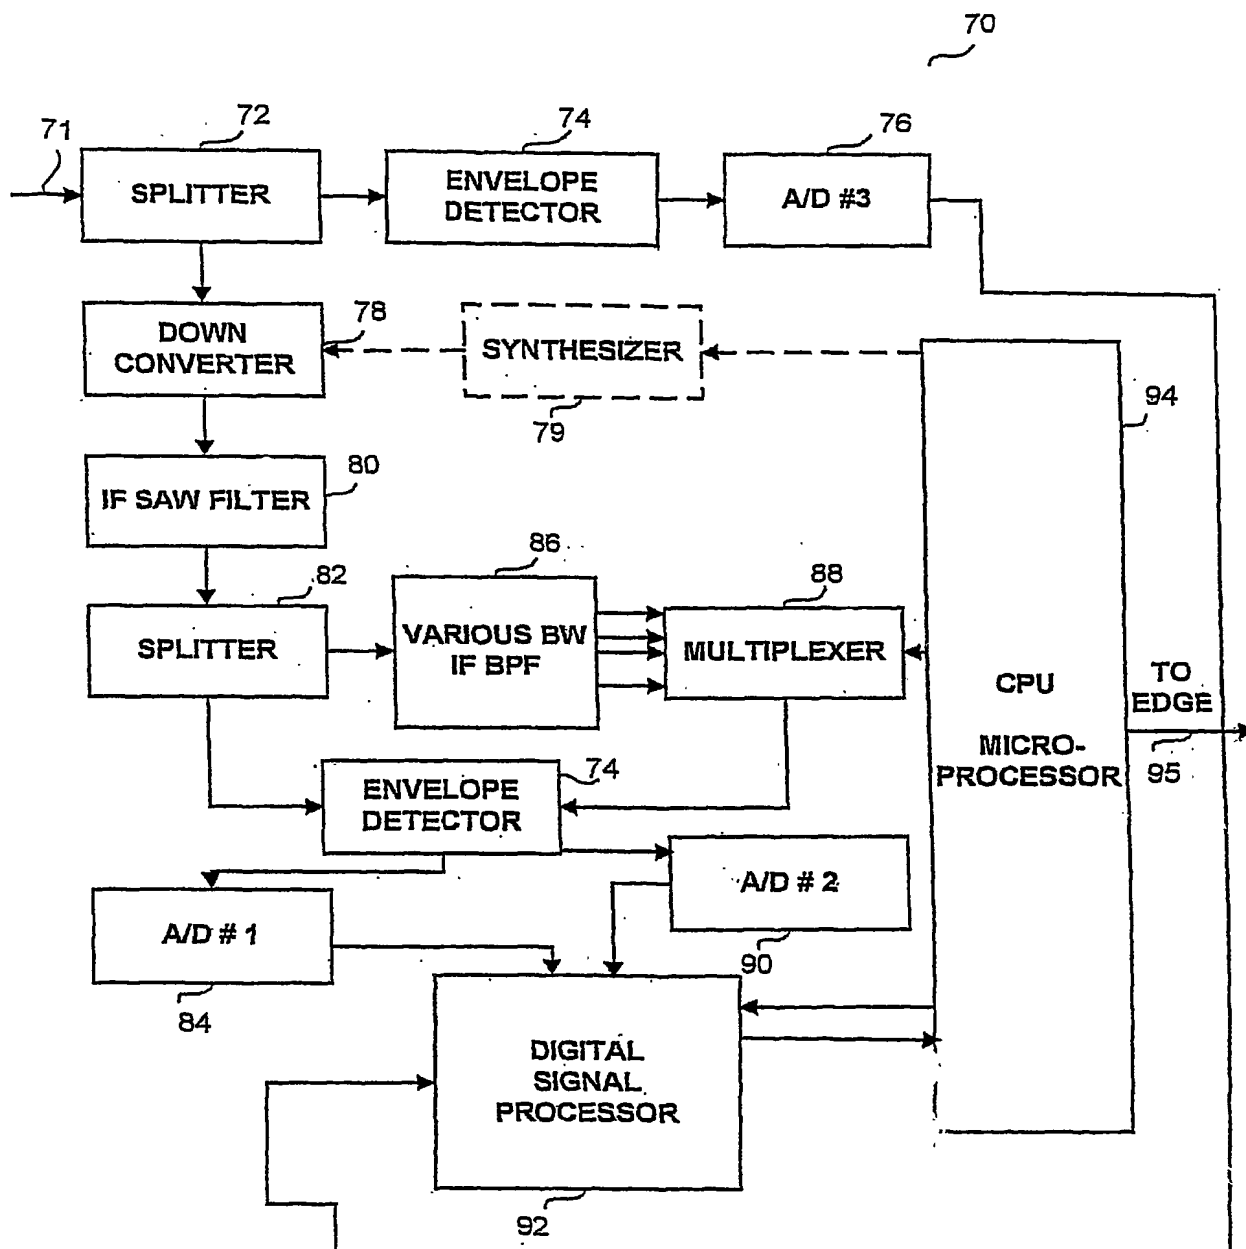 70
71
72
74
76
SPLITTER
ENVELOPE
DETECTOR
A/D #3
DOWN
CONVERTER
78
SYNTHESIZER
79
94
IF SAW FILTER
80
82
86
88
SPLITTER
VARIOUS BW
IF BPF
MULTIPLEXER
CPU
MICRO-
PROCESSOR
TO
EDGE
95
74
ENVELOPE
DETECTOR
A/D # 1
84
A/D # 2
90
DIGITAL
SIGNAL
PROCESSOR
92